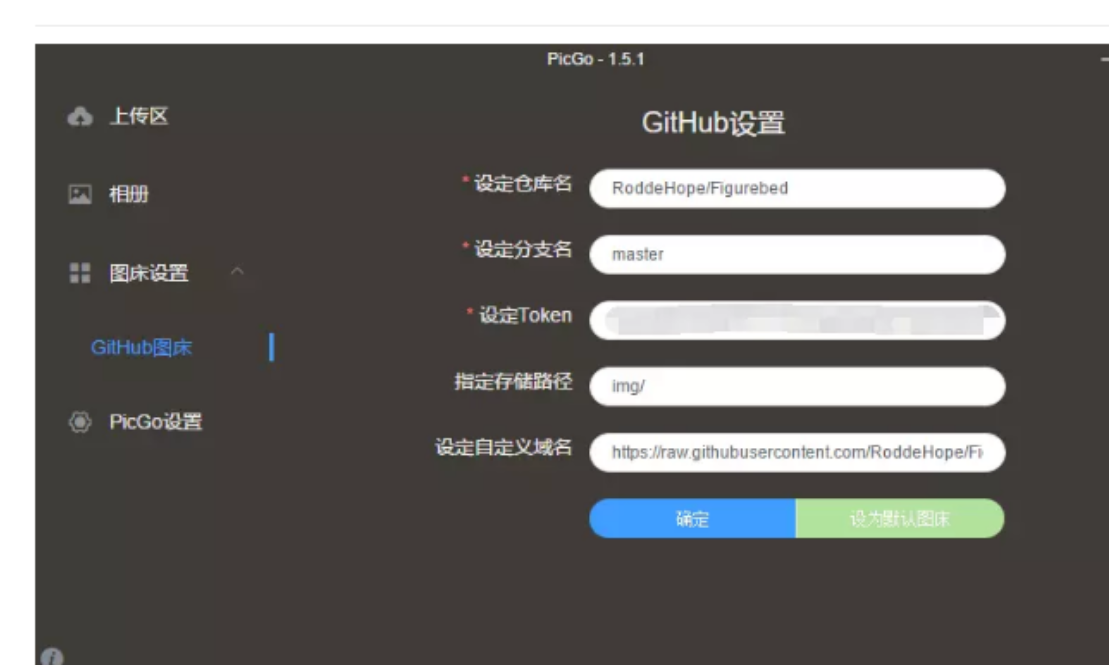 PicGo - 1.5.1
上传区
相册
图床设置
GitHub图床
PicGo设置
GitHub设置
* 设定仓库名
RoddeHope/Figurebed
* 设定分支名
master
* 设定Token
指定存储路径
img/
设定自定义域名
https://raw.githubusercontent.com/RoddeHope/Fi
确定
设为默认图床